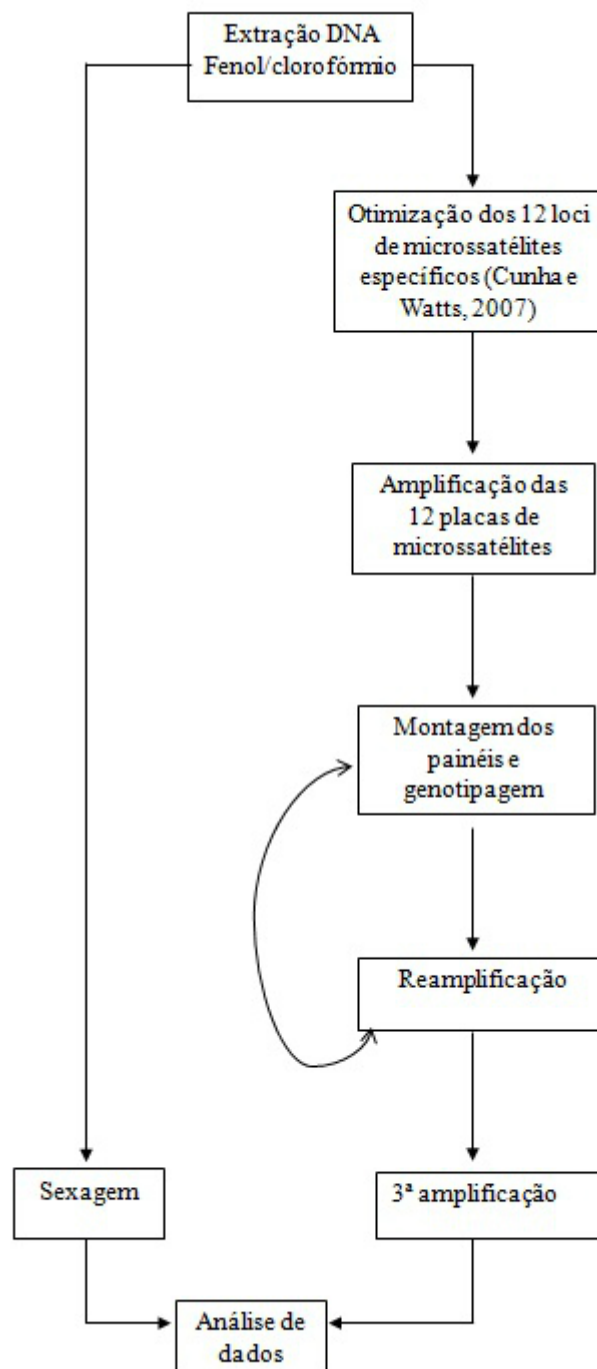 Extração DNA
Fenol/clorofórmio
Otimização dos 12 loci
de microssatélites
específicos (Cunha e
Watts, 2007)
Amplificação das
12 placas de
microssatélites
Montagem dos
painéis e
genotipagem
Reamplificação
Sexagem
3ª amplificação
Análise de
dados